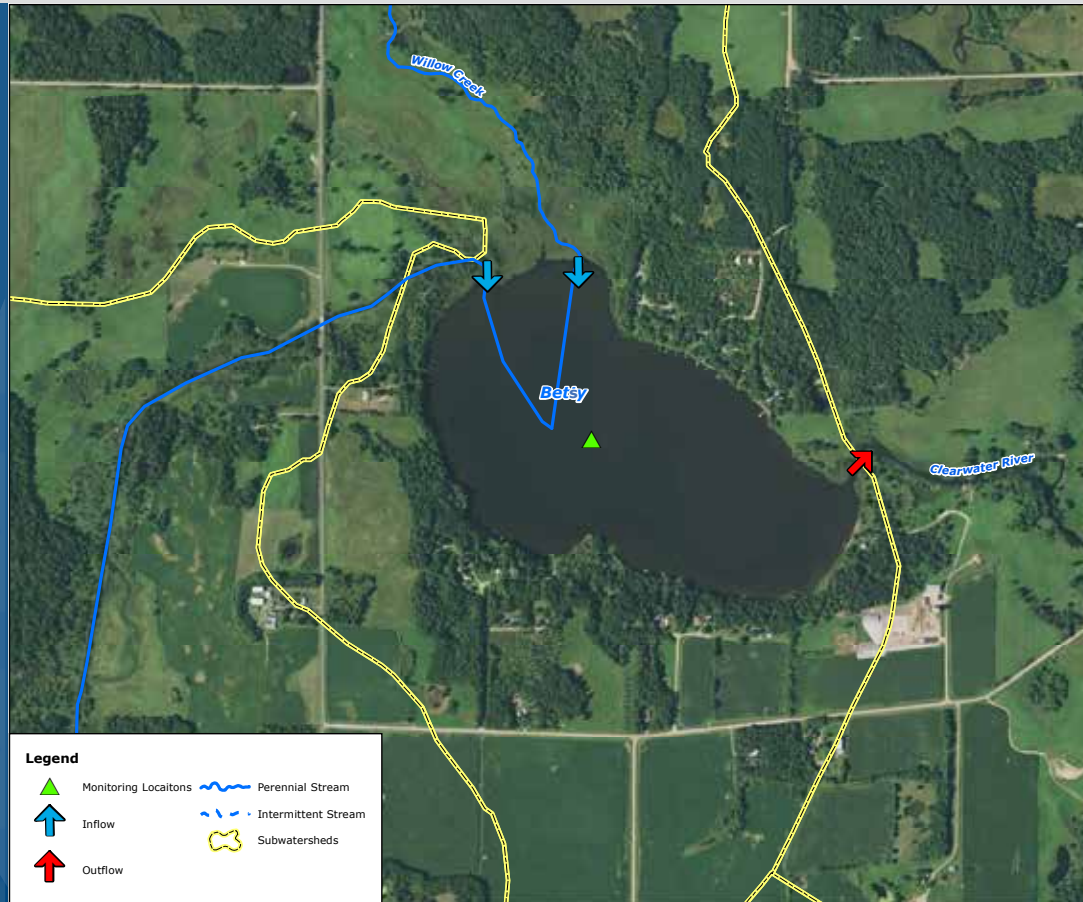 Willow Creek
Betsy
Clearwater River
Legend
Monitoring Locaitons
Perennial Stream
Inflow
Intermittent Stream
Subwatersheds
Outflow